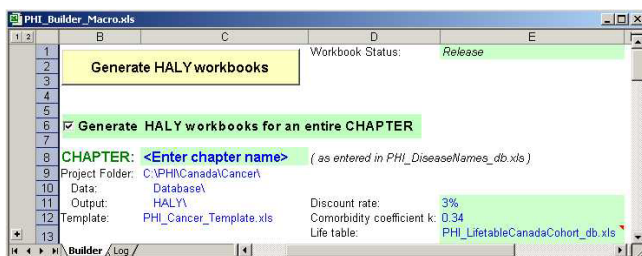 PHI_Builder_Macro.xls
1 2 B C D E
1 Workbook Status: Release
2 Generate HALY workbooks
3
4
5
6 Generate HALY workbooks for an entire CHAPTER
7
8 CHAPTER: <Enter chapter name> ( as entered in PHI_DiseaseNames_db.xls )
9 Project Folder: C:\PHI\Canada\Cancer\
10 Data: Database\
11 Output: HALY\ Discount rate: 3%
12 Template: PHI_Cancer_Template.xls Comorbidity coefficient k: 0.34
13 Life table: PHI_LifetableCanadaCohort_db.xls
Builder / Log /